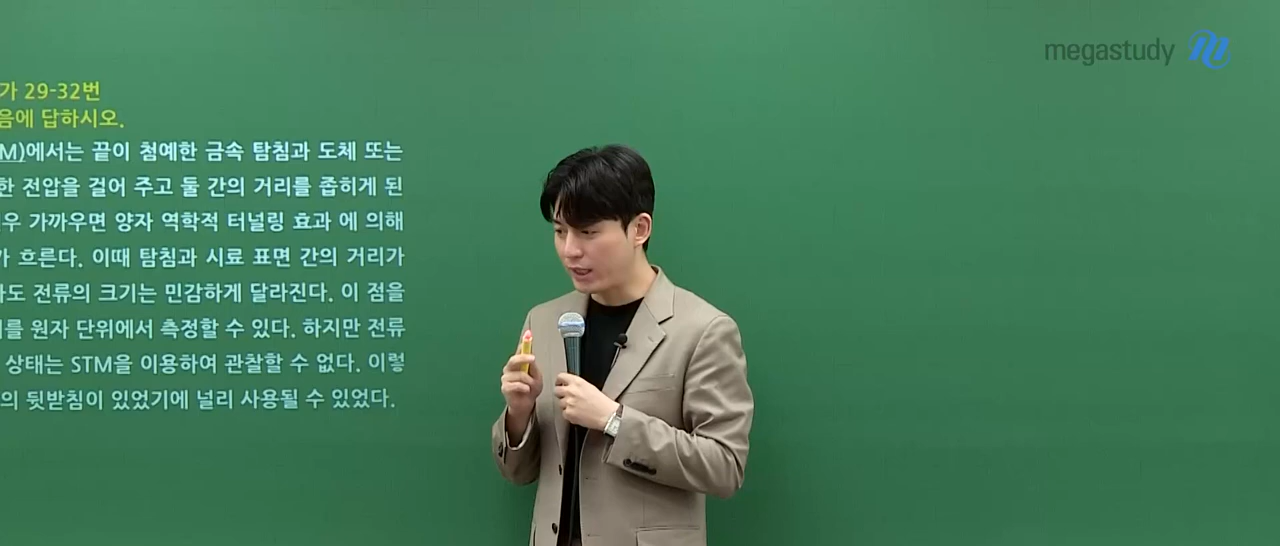 megastudy
가 29-32번
음에 답하시오.
M)에서는 끝이 첨예한 금속 탐침과 도체 또는
한 전압을 걸어 주고 둘 간의 거리를 좁히게 된
우 가까우면 양자 역학적 터널링 효과 에 의해
가 흐른다. 이때 탐침과 시료 표면 간의 거리가
라도 전류의 크기는 민감하게 달라진다. 이 점을
를 원자 단위에서 측정할 수 있다. 하지만 전류
상태는 STM을 이용하여 관찰할 수 없다. 이렇
의 뒷받침이 있었기에 널리 사용될 수 있었다.